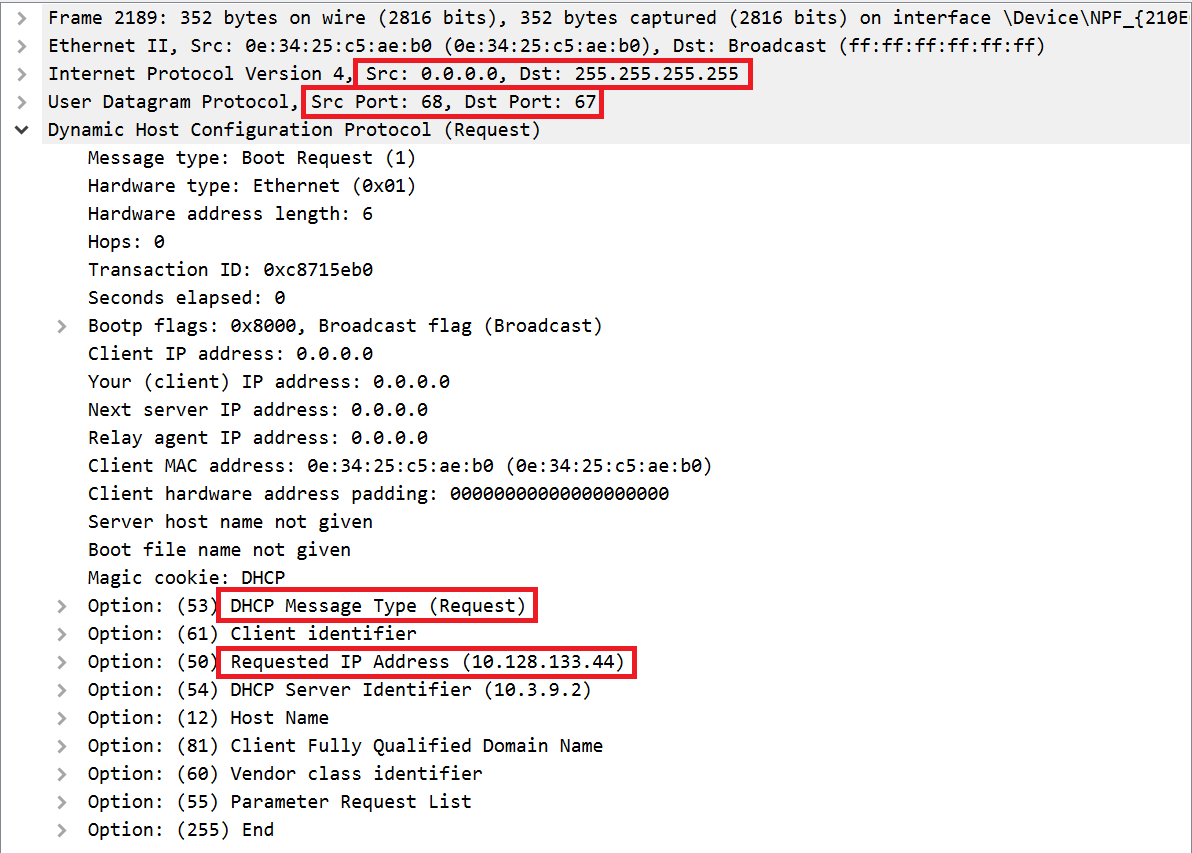 Frame 2189: 352 bytes on wire (2816 bits), 352 bytes captured (2816 bits) on interface \Device\NPF_{210E
Ethernet II, Src: 0e:34:25:c5:ae:b0 (0e:34:25:c5:ae:b0), Dst: Broadcast (ff:ff:ff:ff:ff:ff)
Internet Protocol Version 4, Src: 0.0.0.0, Dst: 255.255.255.255
User Datagram Protocol, Src Port: 68, Dst Port: 67
Dynamic Host Configuration Protocol (Request)
Message type: Boot Request (1)
Hardware type: Ethernet (0x01)
Hardware address length: 6
Hops: 0
Transaction ID: 0xc8715eb0
Seconds elapsed: 0
Bootp flags: 0x8000, Broadcast flag (Broadcast)
Client IP address: 0.0.0.0
Your (client) IP address: 0.0.0.0
Next server IP address: 0.0.0.0
Relay agent IP address: 0.0.0.0
Client MAC address: 0e:34:25:c5:ae:b0 (0e:34:25:c5:ae:b0)
Client hardware address padding: 00000000000000000000
Server host name not given
Boot file name not given
Magic cookie: DHCP
Option: (53) DHCP Message Type (Request)
Option: (61) Client identifier
Option: (50) Requested IP Address (10.128.133.44)
Option: (54) DHCP Server Identifier (10.3.9.2)
Option: (12) Host Name
Option: (81) Client Fully Qualified Domain Name
Option: (60) Vendor class identifier
Option: (55) Parameter Request List
Option: (255) End